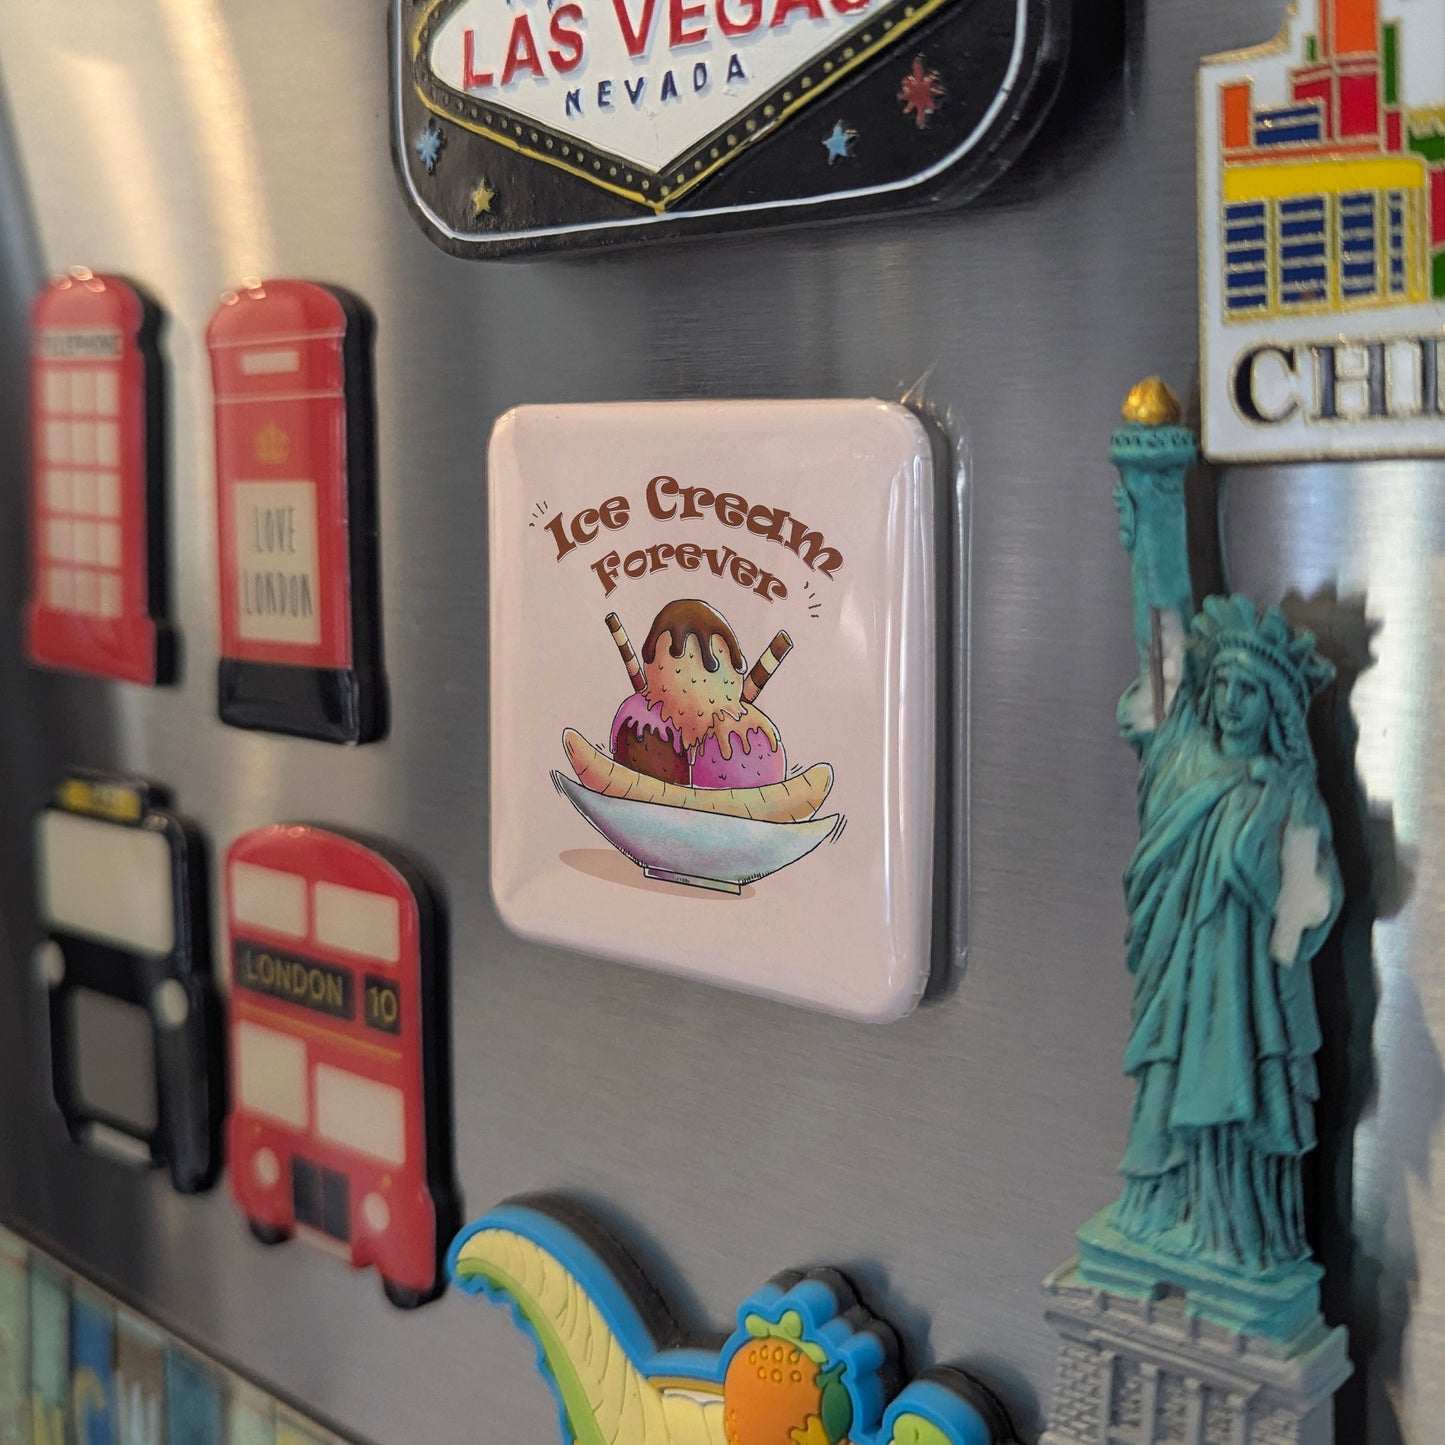 LAS VEGAS
NEVADA
CHI
TELEPHONE
LOVE
LONDON
Ice Cream
Forever
LONDON 10